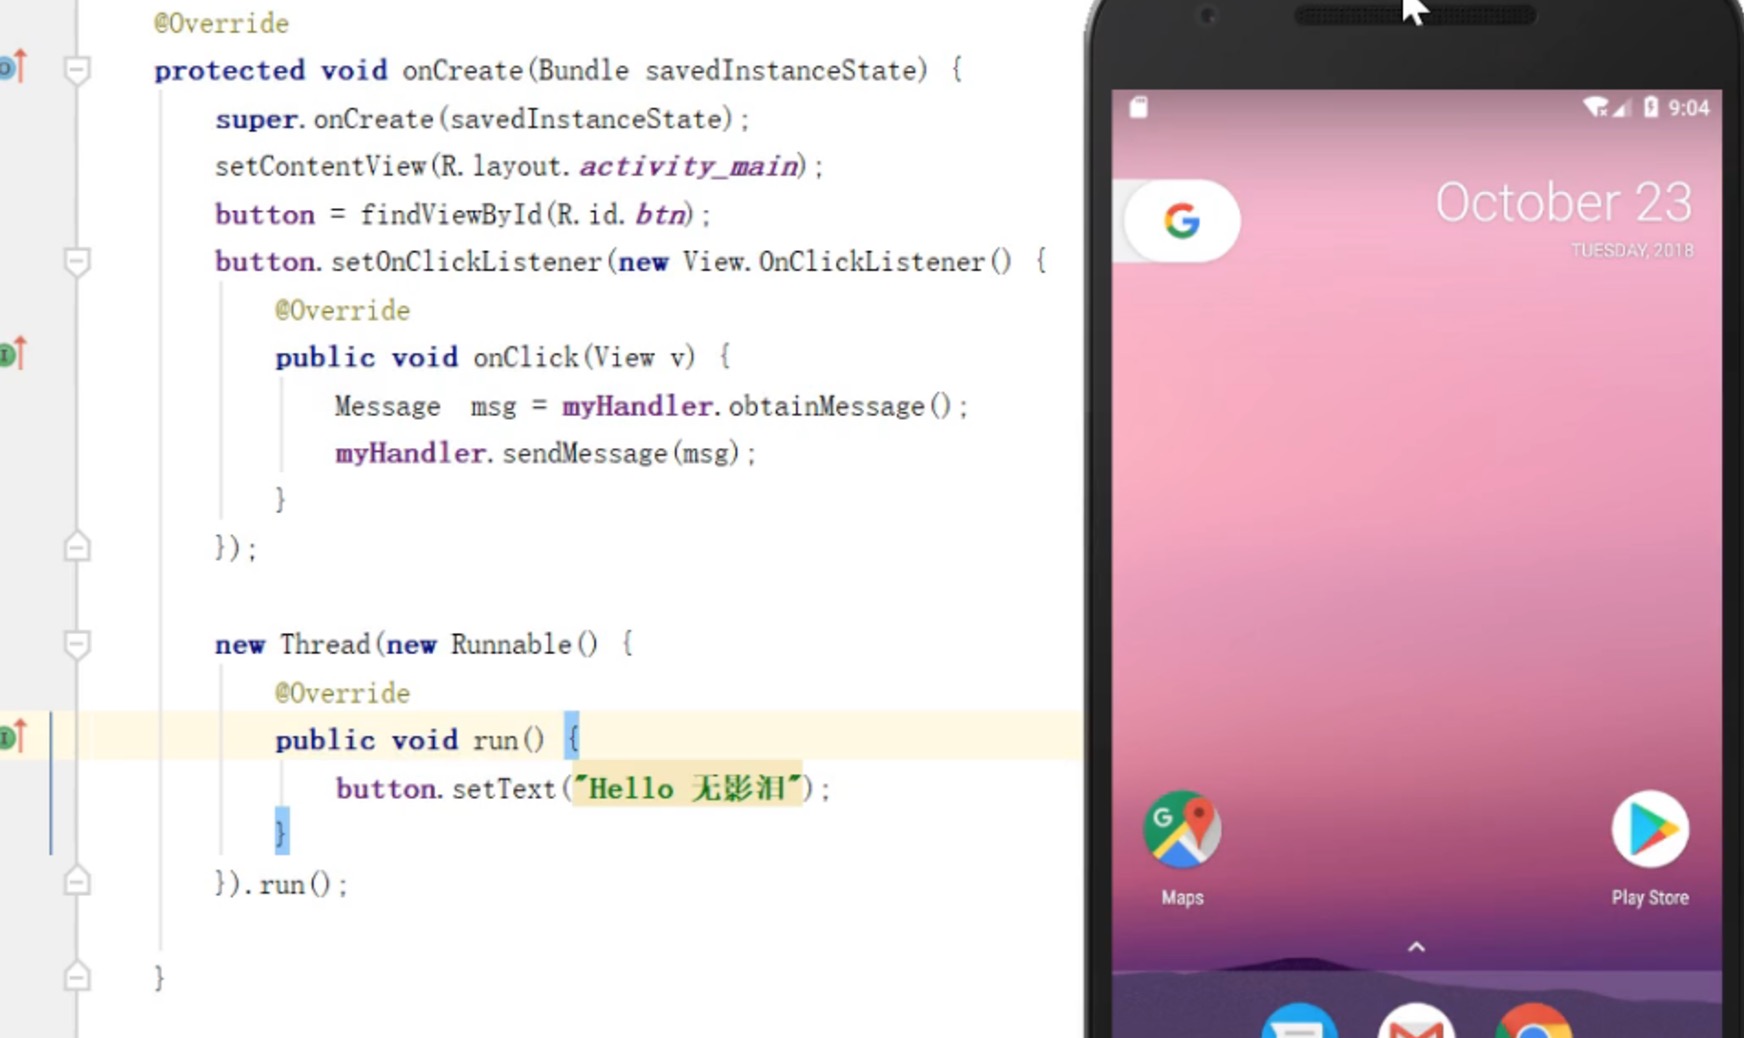 @Override
protected void onCreate(Bundle savedInstanceState) {
super.onCreate(savedInstanceState);
setContentView(R.layout.activity_main);
button = findViewById(R.id.btn);
button.setOnClickListener(new View.OnClickListener() {
@Override
public void onClick(View v) {
Message  msg = myHandler.obtainMessage();
myHandler.sendMessage(msg);
}
});
new Thread(new Runnable() {
@Override
public void run() {
button.setText("Hello 无影泪");
}
}).run();
}
9:04
G
October 23
TUESDAY, 2018
G
Maps
Play Store